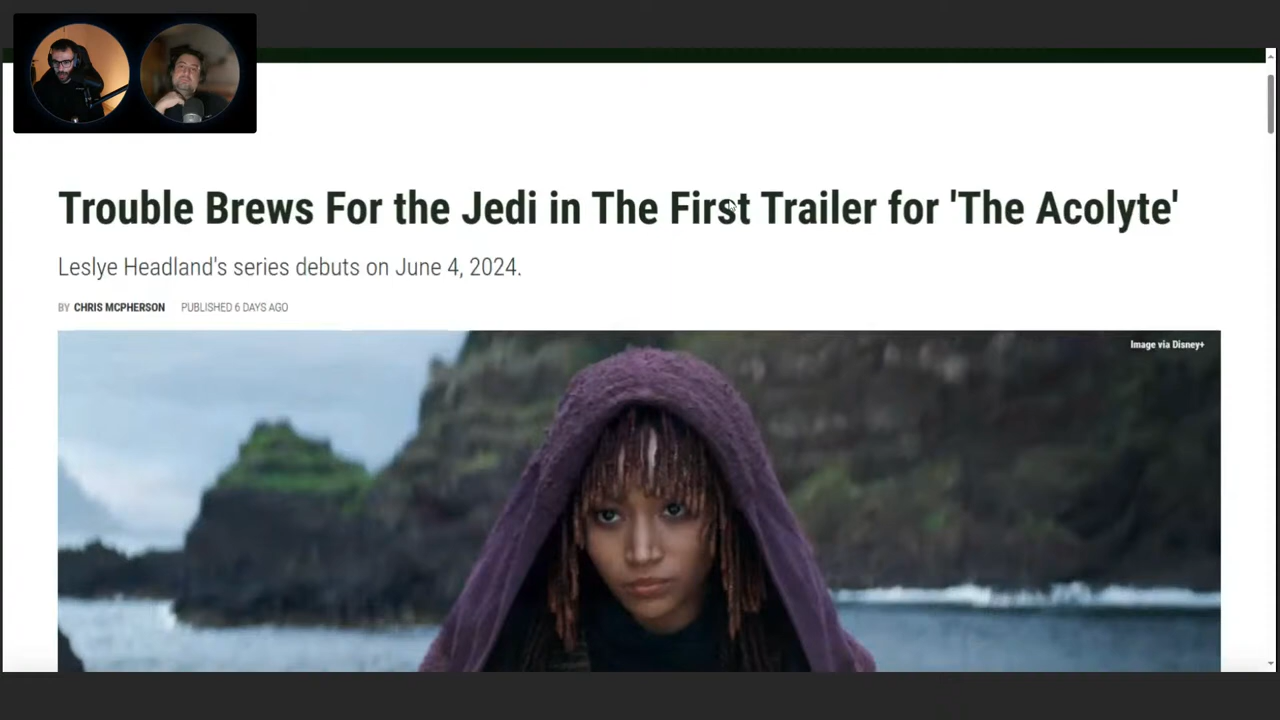 Trouble Brews For the Jedi in The First Trailer for 'The Acolyte'
Leslye Headland's series debuts on June 4, 2024.
BY CHRIS MCPHERSON PUBLISHED 6 DAYS AGO
Image via Disney+